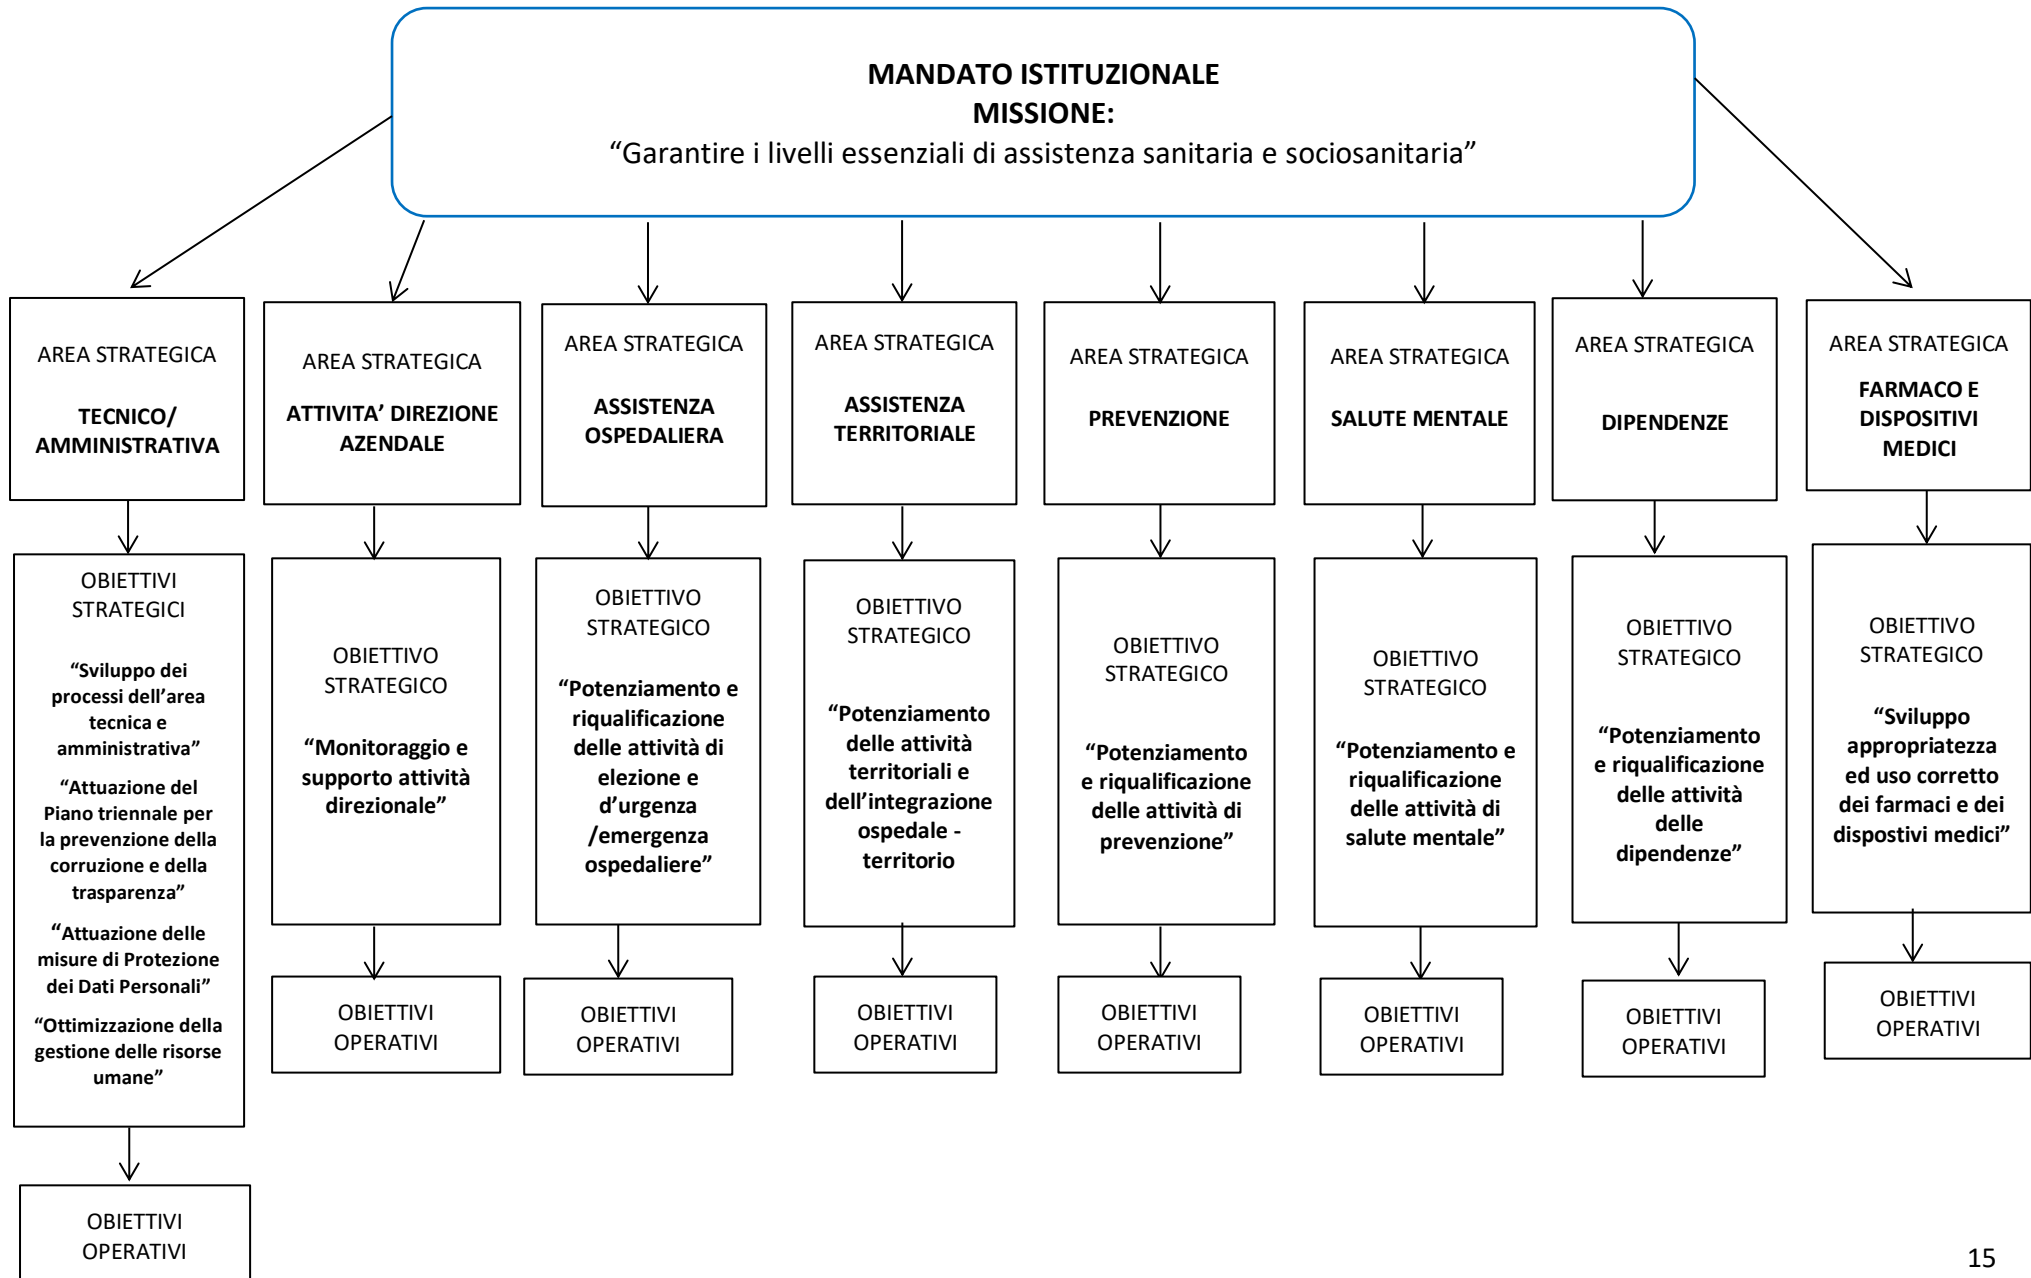 MANDATO ISTITUZIONALE
MISSIONE:
“Garantire i livelli essenziali di assistenza sanitaria e sociosanitaria”
AREA STRATEGICA
TECNICO/
AMMINISTRATIVA
AREA STRATEGICA
ATTIVITA’ DIREZIONE
AZENDALE
AREA STRATEGICA
ASSISTENZA
OSPEDALIERA
AREA STRATEGICA
ASSISTENZA
TERRITORIALE
AREA STRATEGICA
PREVENZIONE
AREA STRATEGICA
SALUTE MENTALE
AREA STRATEGICA
DIPENDENZE
AREA STRATEGICA
FARMACO E
DISPOSITIVI
MEDICI
OBIETTIVI
STRATEGICI
“Sviluppo dei
processi dell’area
tecnica e
amministrativa”
“Attuazione del
Piano triennale per
la prevenzione della
corruzione e della
trasparenza”
“Attuazione delle
misure di Protezione
dei Dati Personali”
“Ottimizzazione della
gestione delle risorse
umane”
OBIETTIVO
STRATEGICO
“Monitoraggio e
supporto attività
direzionale”
OBIETTIVO
STRATEGICO
“Potenziamento e
riqualificazione
delle attività di
elezione e
d’urgenza
/emergenza
ospedaliere”
OBIETTIVO
STRATEGICO
“Potenziamento
delle attività
territoriali e
dell’integrazione
ospedale -
territorio
OBIETTIVO
STRATEGICO
“Potenziamento
e riqualificazione
delle attività di
prevenzione”
OBIETTIVO
STRATEGICO
“Potenziamento e
riqualificazione
delle attività di
salute mentale”
OBIETTIVO
STRATEGICO
“Potenziamento
e riqualificazione
delle attività
delle
dipendenze”
OBIETTIVO
STRATEGICO
“Sviluppo
appropriatezza
ed uso corretto
dei farmaci e dei
dispostivi medici”
OBIETTIVI
OPERATIVI
OBIETTIVI
OPERATIVI
OBIETTIVI
OPERATIVI
OBIETTIVI
OPERATIVI
OBIETTIVI
OPERATIVI
OBIETTIVI
OPERATIVI
OBIETTIVI
OPERATIVI
OBIETTIVI
OPERATIVI
15